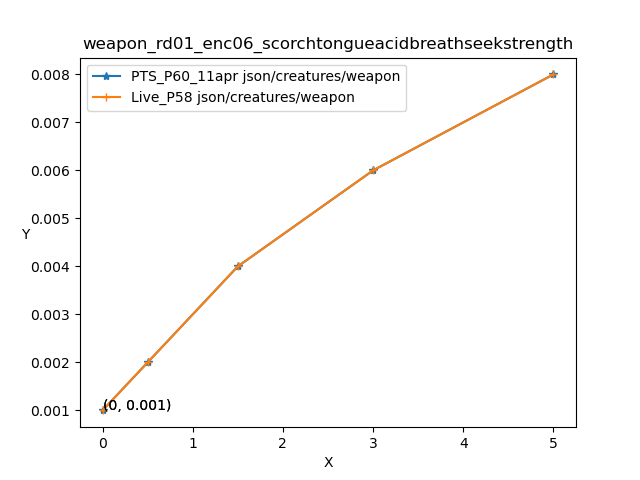 weapon_rd01_enc06_scorchtongueacidbreathseekstrength
PTS_P60_11apr json/creatures/weapon
Live_P58 json/creatures/weapon
0.008
0.007
0.006
0.005
Y
0.004
0.003
0.002
0.001
(0, 0.001)
0 1 2 3 4 5
X